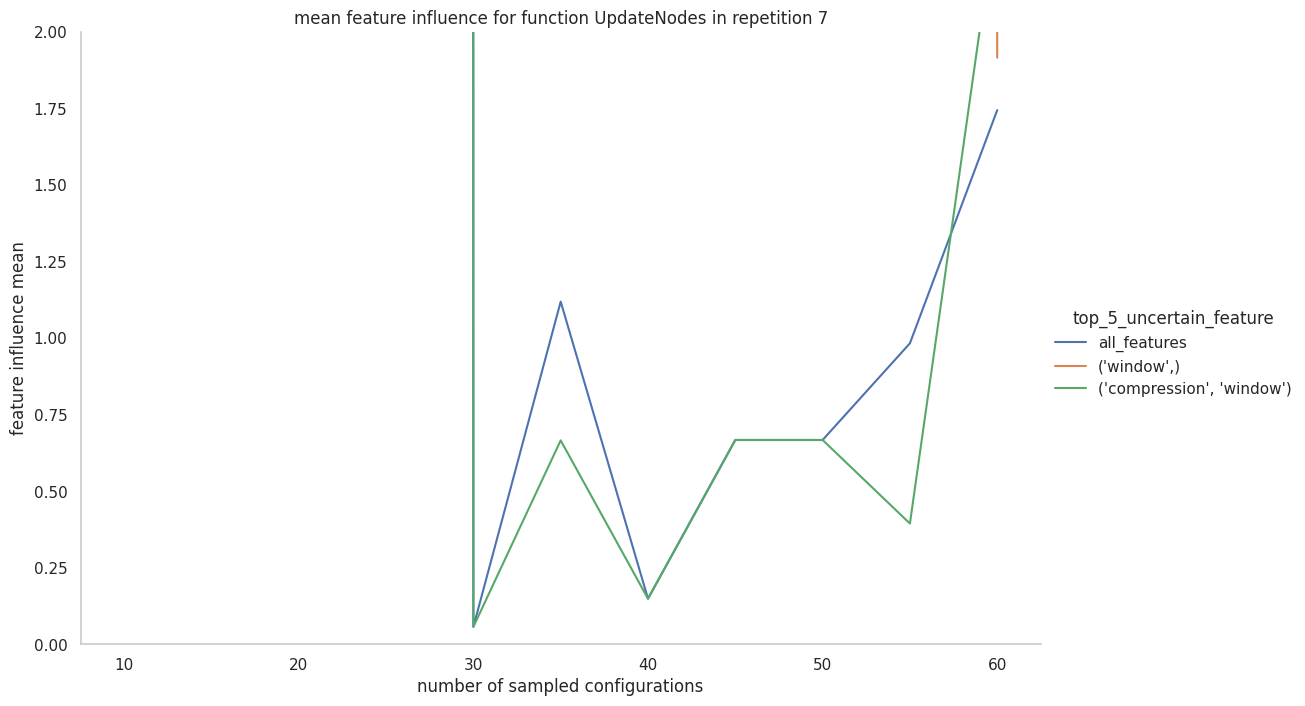 mean feature influence for function UpdateNodes in repetition 7
2.00
1.75
1.50
1.25
1.00
0.75
0.50
0.25
0.00
feature influence mean
10 20 30 40 50 60
number of sampled configurations
top_5_uncertain_feature
all_features
('window',)
('compression', 'window')